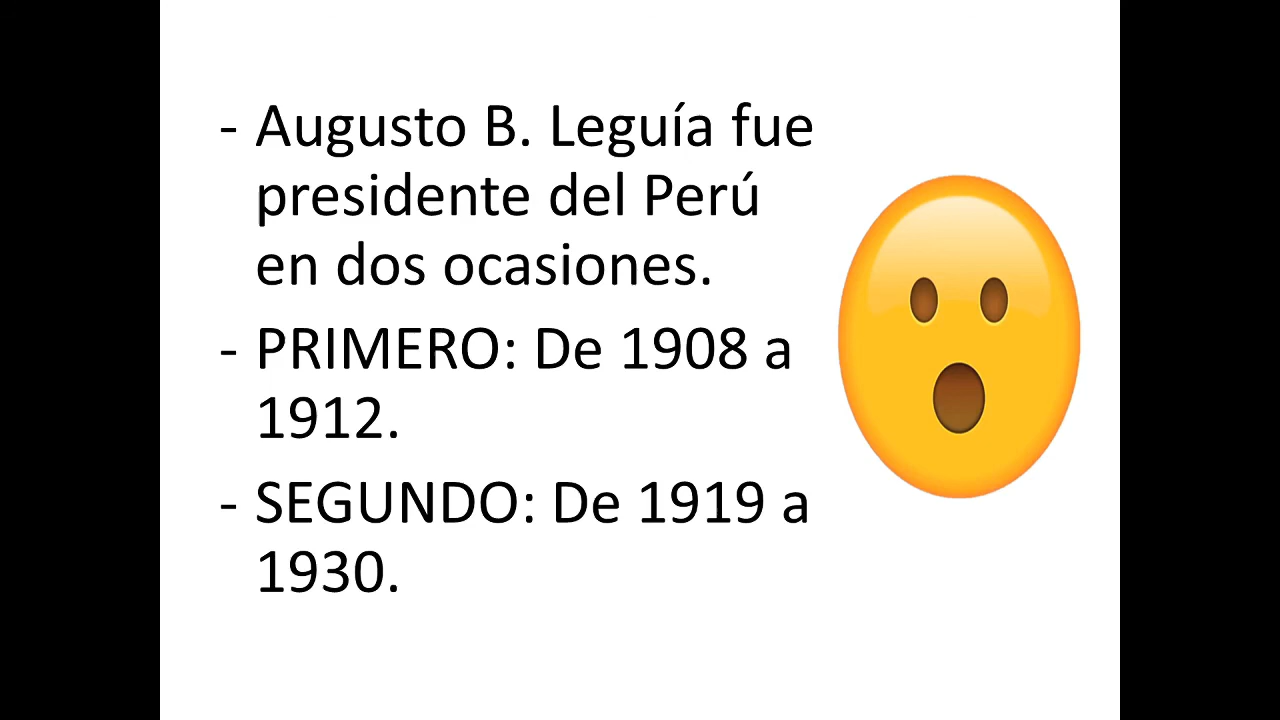 - Augusto B. Leguía fue
presidente del Perú
en dos ocasiones.
- PRIMERO: De 1908 a
1912.
- SEGUNDO: De 1919 a
1930.